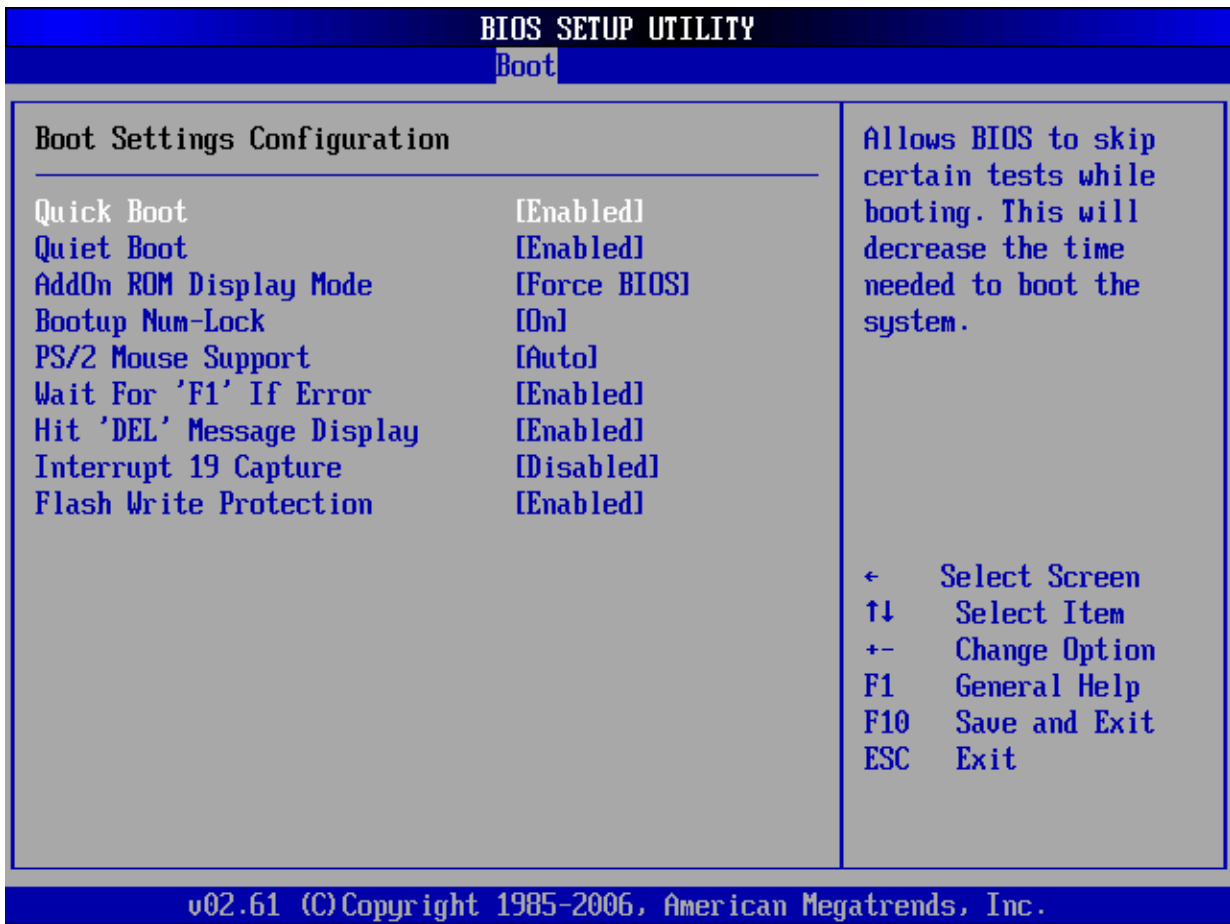 BIOS SETUP UTILITY
Boot
Boot Settings Configuration
Quick Boot [Enabled]
Quiet Boot [Enabled]
AddOn ROM Display Mode [Force BIOS]
Bootup Num-Lock [On]
PS/2 Mouse Support [Auto]
Wait For 'F1' If Error [Enabled]
Hit 'DEL' Message Display [Enabled]
Interrupt 19 Capture [Disabled]
Flash Write Protection [Enabled]
Allows BIOS to skip
certain tests while
booting. This will
decrease the time
needed to boot the
system.
← Select Screen
↑↓ Select Item
+- Change Option
F1 General Help
F10 Save and Exit
ESC Exit
v02.61 (C)Copyright 1985-2006, American Megatrends, Inc.